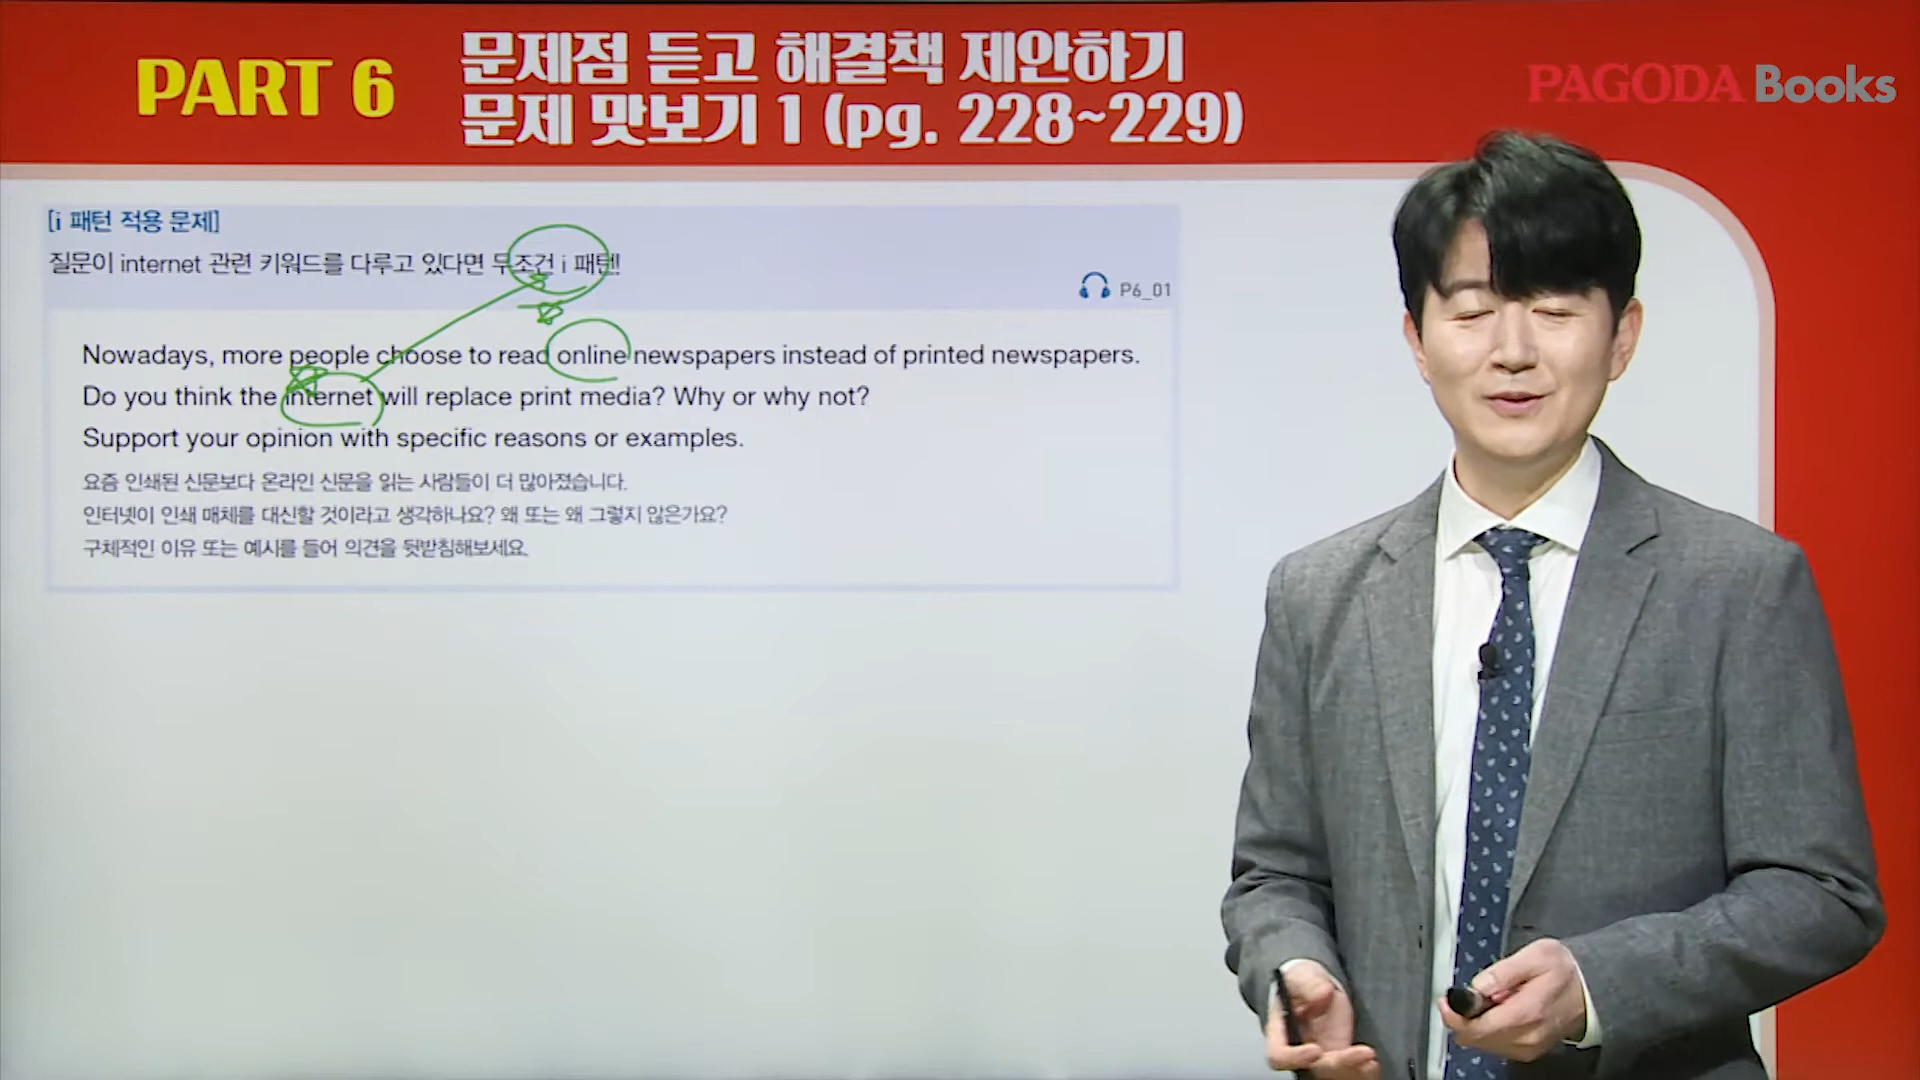 PART 6
문제점 듣고 해결책 제안하기
문제 맛보기 1 (pg. 228~229)
PAGODA Books
[i 패턴 적용 문제]
질문이 internet 관련 키워드를 다루고 있다면 무조건 i 패턴!
P6_01
Nowadays, more people choose to read online newspapers instead of printed newspapers.
Do you think the internet will replace print media? Why or why not?
Support your opinion with specific reasons or examples.
요즘 인쇄된 신문보다 온라인 신문을 읽는 사람들이 더 많아졌습니다.
인터넷이 인쇄 매체를 대신할 것이라고 생각하나요? 왜 또는 왜 그렇지 않은가요?
구체적인 이유 또는 예시를 들어 의견을 뒷받침해보세요.